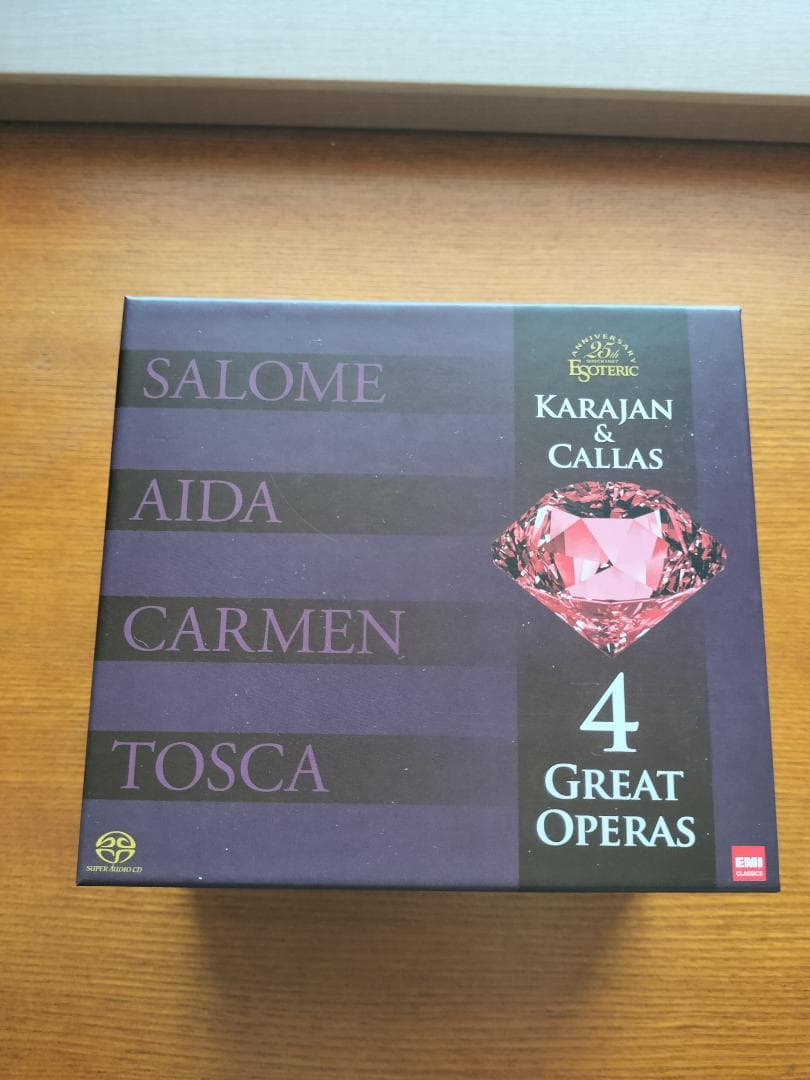 SALOME
AIDA
CARMEN
TOSCA
SUPER AUDIO CD
ANNIVERSARY
25th
ESOTERIC
KARAJAN
&
CALLAS
4
GREAT
OPERAS
EMI
CLASSICS